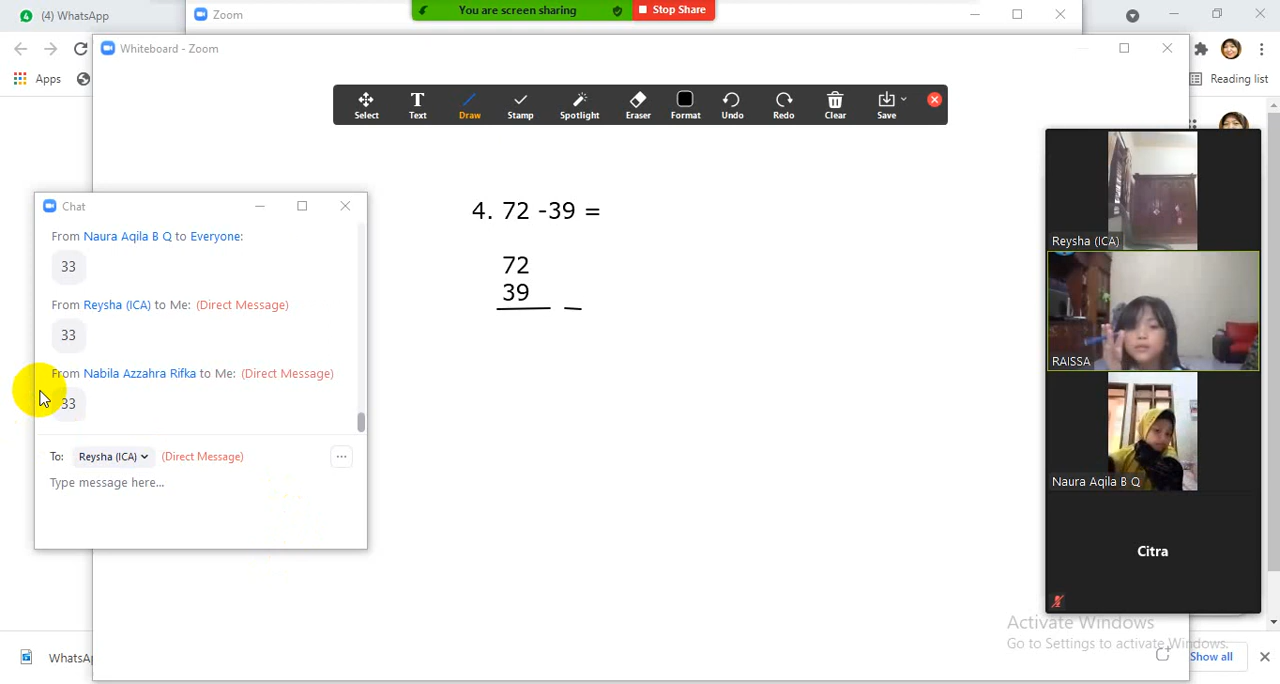 (4) WhatsApp
Zoom
You are screen sharing
Stop Share
Whiteboard - Zoom
Apps
Reading list
Select
Text
Draw
Stamp
Spotlight
Eraser
Format
Undo
Redo
Clear
Save
4. 72 -39 =
72
39
Chat
From Naura Aqila B Q to Everyone:
33
From Reysha (ICA) to Me: (Direct Message)
33
From Nabila Azzahra Rifka to Me: (Direct Message)
33
To: Reysha (ICA) (Direct Message)
Type message here...
Reysha (ICA)
RAISSA
Naura Aqila B Q
Citra
Activate Windows
Go to Settings to activate Windows.
WhatsAp
Show all